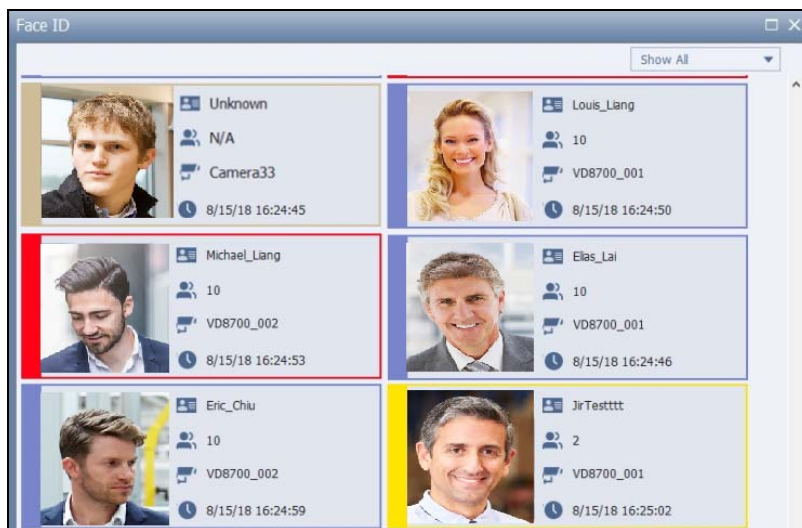 Face ID
Show All
Unknown
N/A
Camera33
8/15/18 16:24:45
Louis_Liang
10
VD8700_001
8/15/18 16:24:50
Michael_Liang
10
VD8700_002
8/15/18 16:24:53
Elias_Lai
10
VD8700_001
8/15/18 16:24:46
Eric_Chiu
10
VD8700_002
8/15/18 16:24:59
JirTestttt
2
VD8700_001
8/15/18 16:25:02